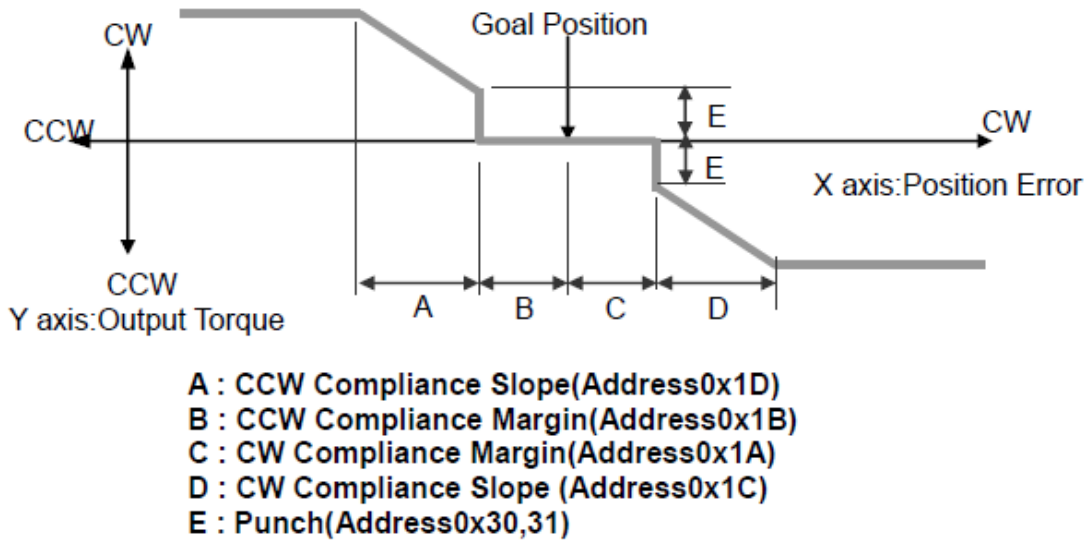 Goal Position
CW
E
CCW
CW
E
X axis:Position Error
CCW
A
B
C
D
Y axis:Output Torque
A : CCW Compliance Slope(Address0x1D)
B : CCW Compliance Margin(Address0x1B)
C : CW Compliance Margin(Address0x1A)
D : CW Compliance Slope (Address0x1C)
E : Punch(Address0x30,31)